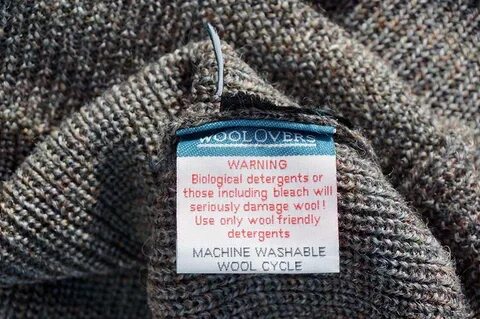 WOOLOVERS
WARNING
Biological detergents or
those including bleach will
seriously damage wool!
Use only wool friendly
detergents
MACHINE WASHABLE
WOOL CYCLE